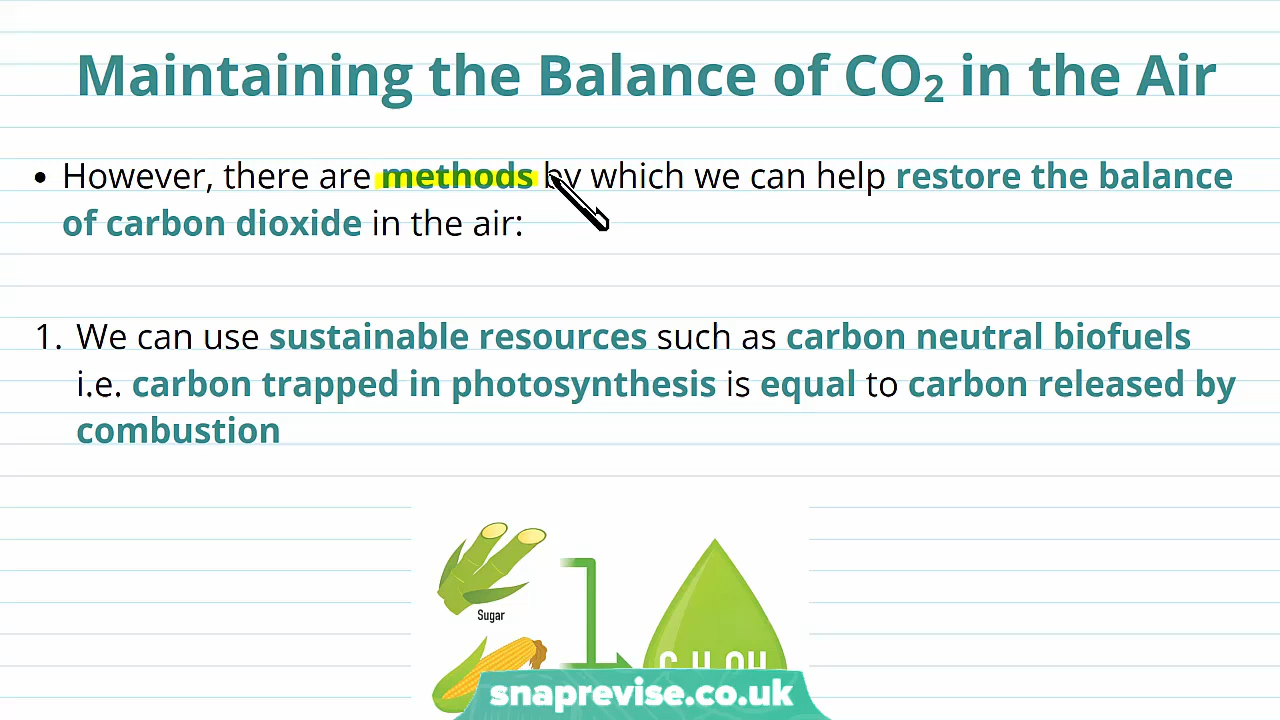 Maintaining the Balance of CO₂ in the Air
• However, there are methods by which we can help restore the balance
of carbon dioxide in the air:
1. We can use sustainable resources such as carbon neutral biofuels
i.e. carbon trapped in photosynthesis is equal to carbon released by
combustion
Sugar
snaprevise.co.uk